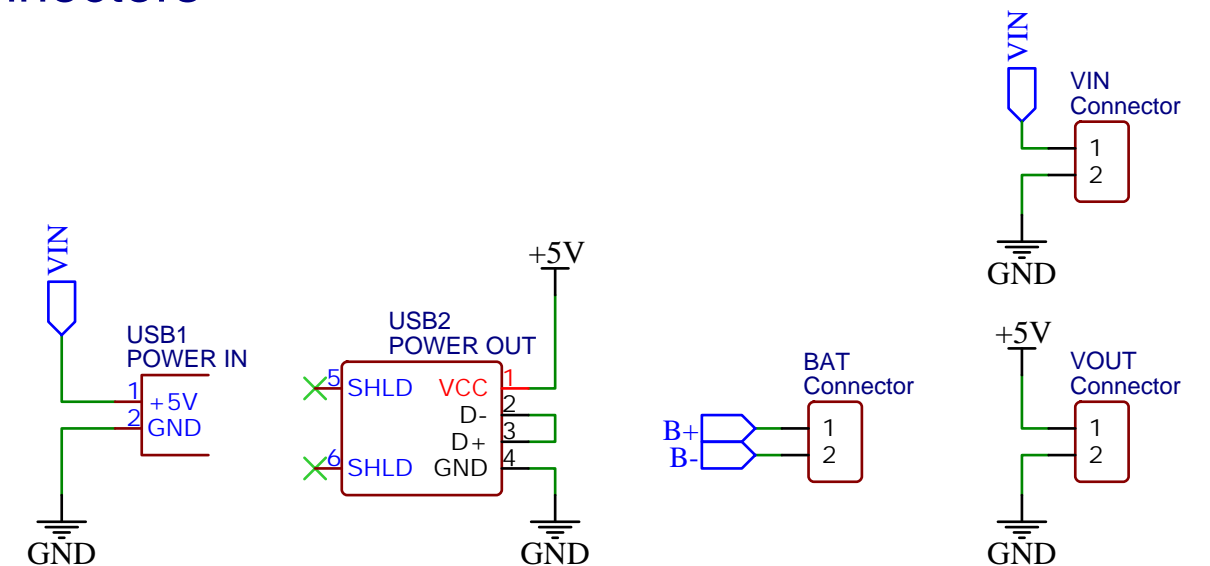 VIN
VIN
Connector
1
2
GND
VIN
USB1
POWER IN
1
+5V
2
GND
GND
+5V
USB2
POWER OUT
5
SHLD
VCC
1
D-
2
D+
3
6
SHLD
GND
4
GND
BAT
Connector
B+
1
B-
2
+5V
VOUT
Connector
1
2
GND